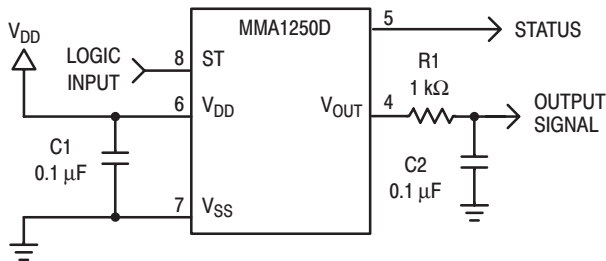 MMA1250D
5
STATUS
V_DD
LOGIC
INPUT
8
ST
R1
1 kΩ
6
V_DD
V_OUT
4
OUTPUT
SIGNAL
C1
0.1 μF
C2
0.1 μF
7
V_SS